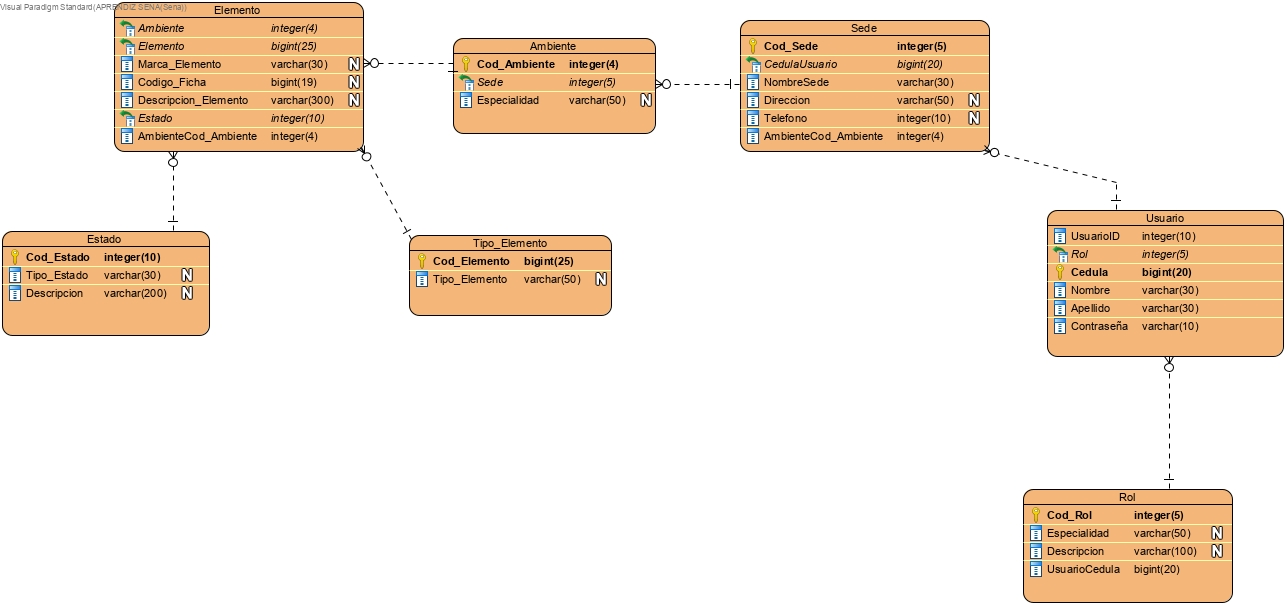 Visual Paradigm Standard(APRENDIZ SENA(Sena))
Elemento
Ambiente integer(4)
Elemento bigint(25)
Marca_Elemento varchar(30) N
Codigo_Ficha bigint(19) N
Descripcion_Elemento varchar(300) N
Estado integer(10)
AmbienteCod_Ambiente integer(4)
Ambiente
Cod_Ambiente integer(4)
Sede integer(5)
Especialidad varchar(50) N
Sede
Cod_Sede integer(5)
CedulaUsuario bigint(20)
NombreSede varchar(30)
Direccion varchar(50) N
Telefono integer(10) N
AmbienteCod_Ambiente integer(4)
Estado
Cod_Estado integer(10)
Tipo_Estado varchar(30) N
Descripcion varchar(200) N
Tipo_Elemento
Cod_Elemento bigint(25)
Tipo_Elemento varchar(50) N
Usuario
UsuarioID integer(10)
Rol integer(5)
Cedula bigint(20)
Nombre varchar(30)
Apellido varchar(30)
Contraseña varchar(10)
Rol
Cod_Rol integer(5)
Especialidad varchar(50) N
Descripcion varchar(100) N
UsuarioCedula bigint(20)